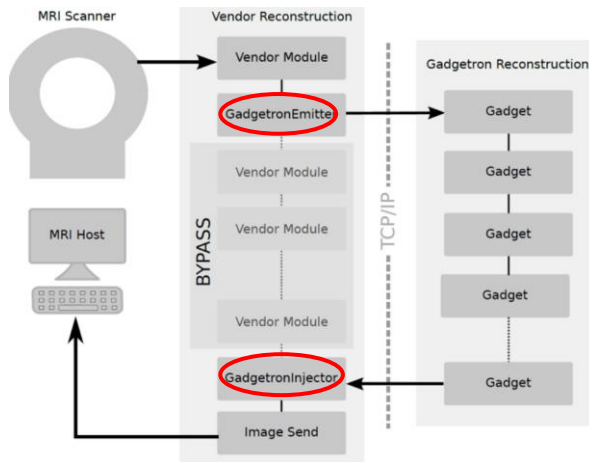 MRI Scanner
Vendor Reconstruction
Vendor Module
GadgetronEmitte
Vendor Module
Vendor Module
BYPASS
Vendor Module
GadgetronInjector
Image Send
MRI Host
TCP/IP
Gadgetron Reconstruction
Gadget
Gadget
Gadget
Gadget
Gadget